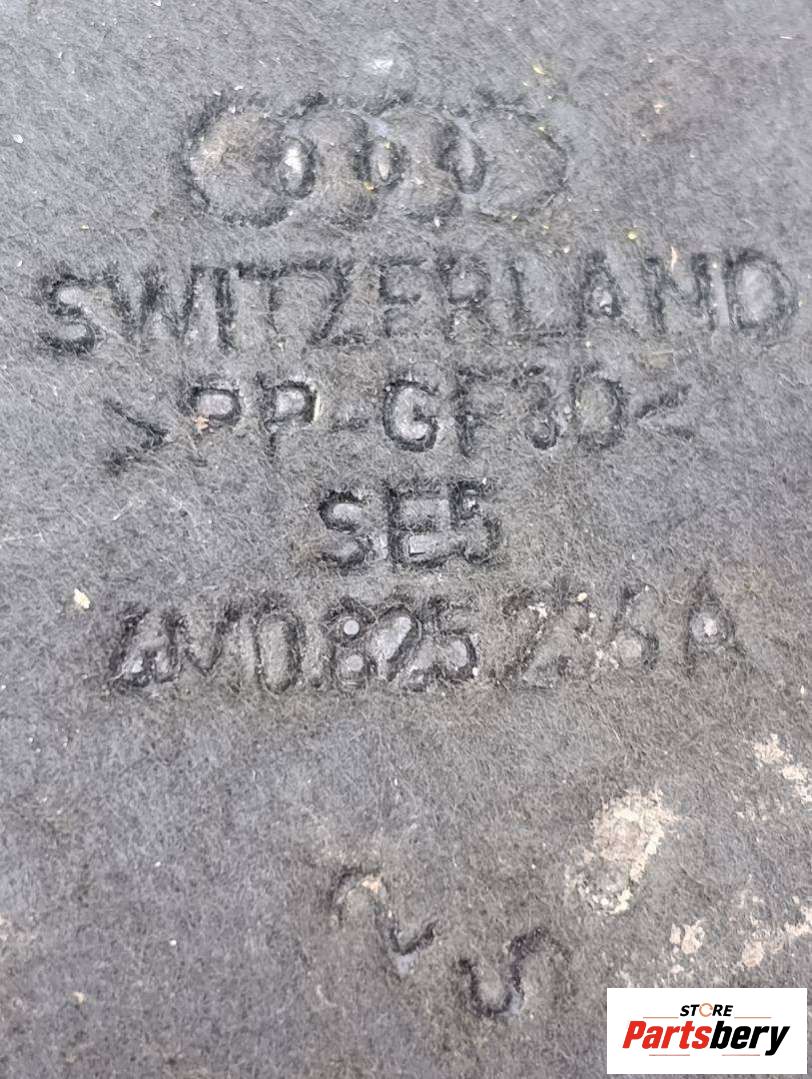 SWITZERLAND
>PP-GF30<
SE5
4M0.825.236 A
STORE
Partsbery